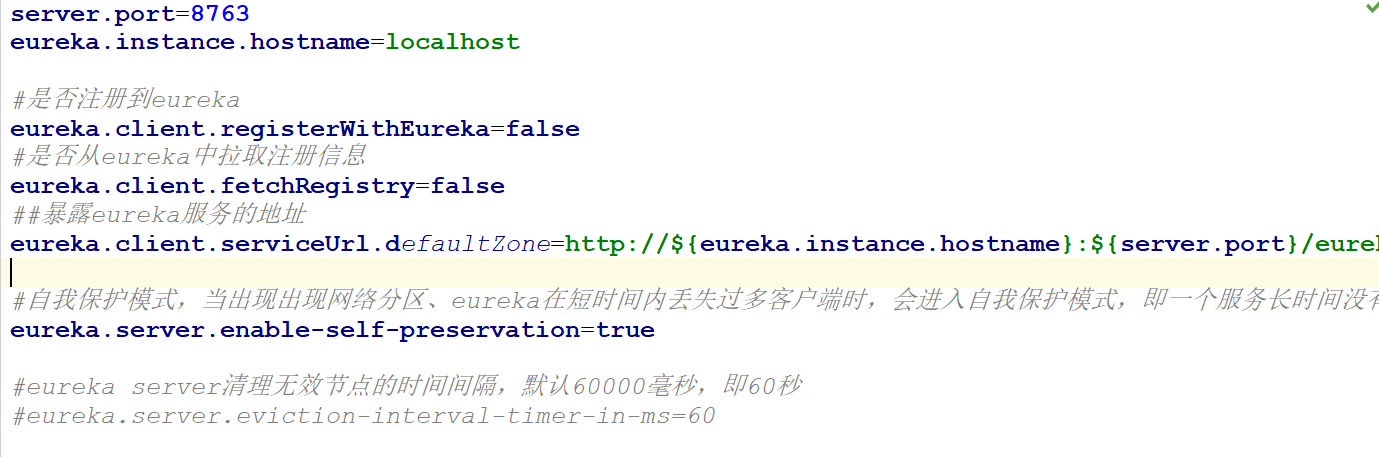 server.port=8763
eureka.instance.hostname=localhost
#是否注册到eureka
eureka.client.registerWithEureka=false
#是否从eureka中拉取注册信息
eureka.client.fetchRegistry=false
##暴露eureka服务的地址
eureka.client.serviceUrl.defaultZone=http://${eureka.instance.hostname}:${server.port}/eure
#自我保护模式，当出现出现网络分区、eureka在短时间内丢失过多客户端时，会进入自我保护模式，即一个服务长时间没有
eureka.server.enable-self-preservation=true
#eureka server清理无效节点的时间间隔，默认60000毫秒，即60秒
#eureka.server.eviction-interval-timer-in-ms=60